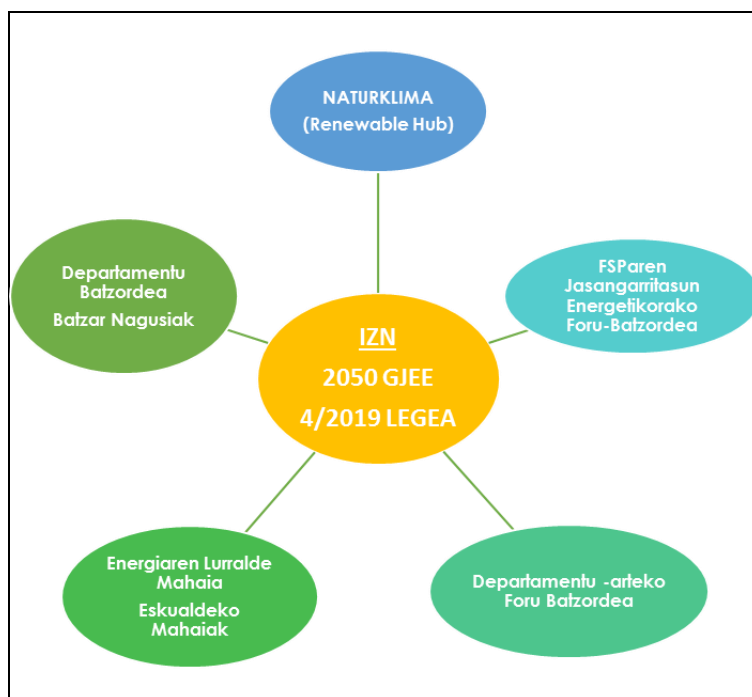 NATURKLIMA
(Renewable Hub)
Departamentu
Batzordea
Batzar Nagusiak
FSParen
Jasangarritasun
Energetikorako
Foru-Batzordea
IZN
2050 GJEE
4/2019 LEGEA
Energiaren Lurralde
Mahaia
Eskualdeko
Mahaiak
Departamentu -arteko
Foru Batzordea